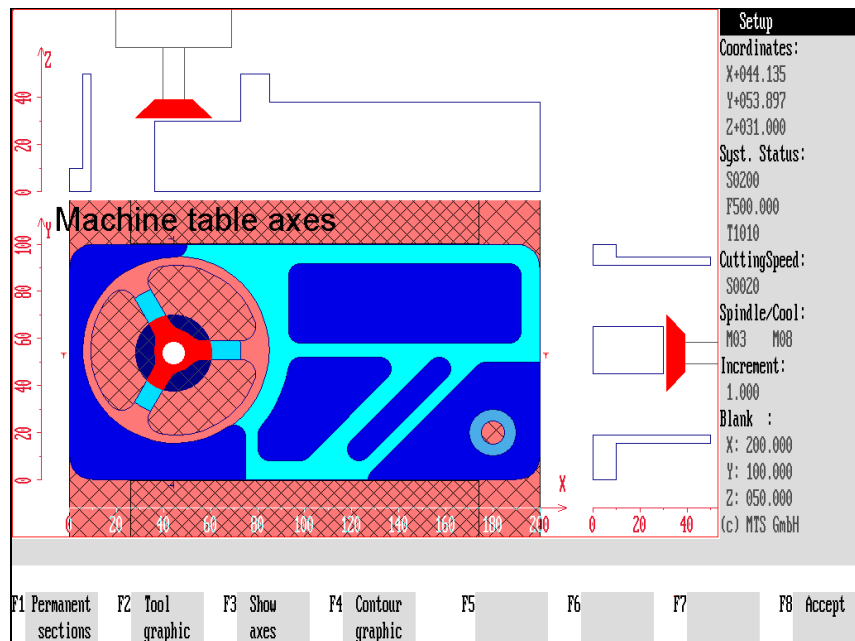 Setup
Coordinates:
X+044.135
Y+053.897
Z+031.000
Syst. Status:
S0200
F500.000
T1010
CuttingSpeed:
S0020
Spindle/Cool:
M03 M08
Increment:
1.000
Blank :
X: 200.000
Y: 100.000
Z: 050.000
(c) MTS GmbH
Z
40
20
0
Machine table axes
Y
100
80
60
40
20
0
X
0 20 40 60 80 100 120 140 160 180 200
0 20 40
F1 Permanent sections
F2 Tool graphic
F3 Show axes
F4 Contour graphic
F5
F6
F7
F8 Accept